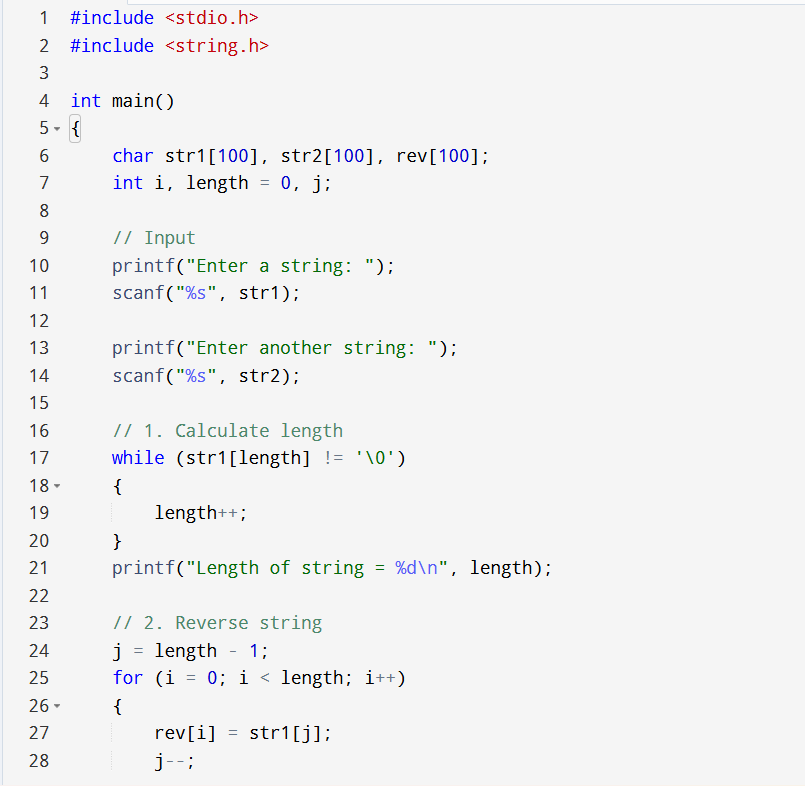 1 #include <stdio.h>
2 #include <string.h>
3
4 int main()
5 {
6     char str1[100], str2[100], rev[100];
7     int i, length = 0, j;
8
9     // Input
10     printf("Enter a string: ");
11     scanf("%s", str1);
12
13     printf("Enter another string: ");
14     scanf("%s", str2);
15
16     // 1. Calculate length
17     while (str1[length] != '\0')
18     {
19         length++;
20     }
21     printf("Length of string = %d\n", length);
22
23     // 2. Reverse string
24     j = length - 1;
25     for (i = 0; i < length; i++)
26     {
27         rev[i] = str1[j];
28         j--;